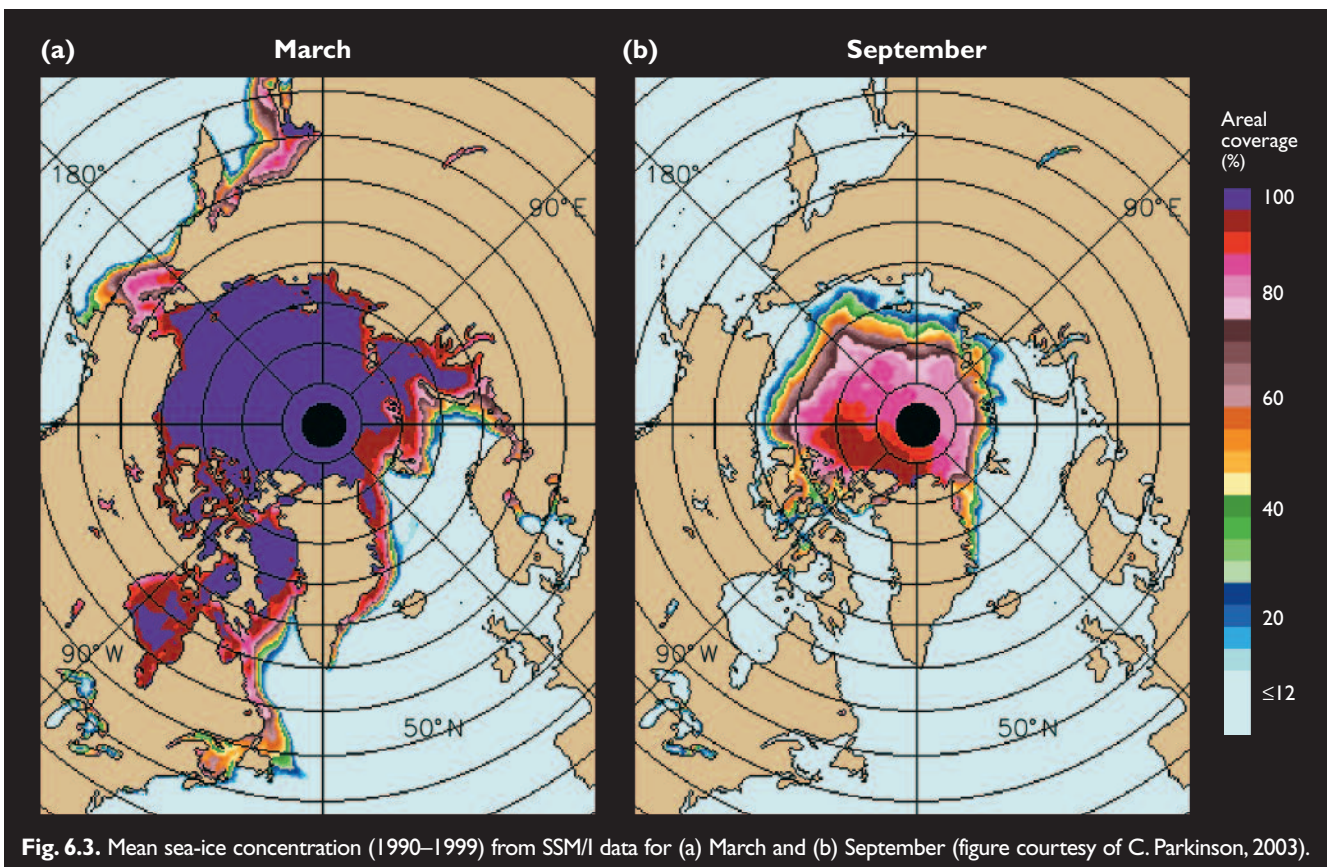 (a) March
(b) September
180°
90°E
90°W
50°N
180°
90°E
90°W
50°N
Areal
coverage
(%)
100
80
60
40
20
≤12
Fig. 6.3. Mean sea-ice concentration (1990–1999) from SSM/I data for (a) March and (b) September (figure courtesy of C. Parkinson, 2003).